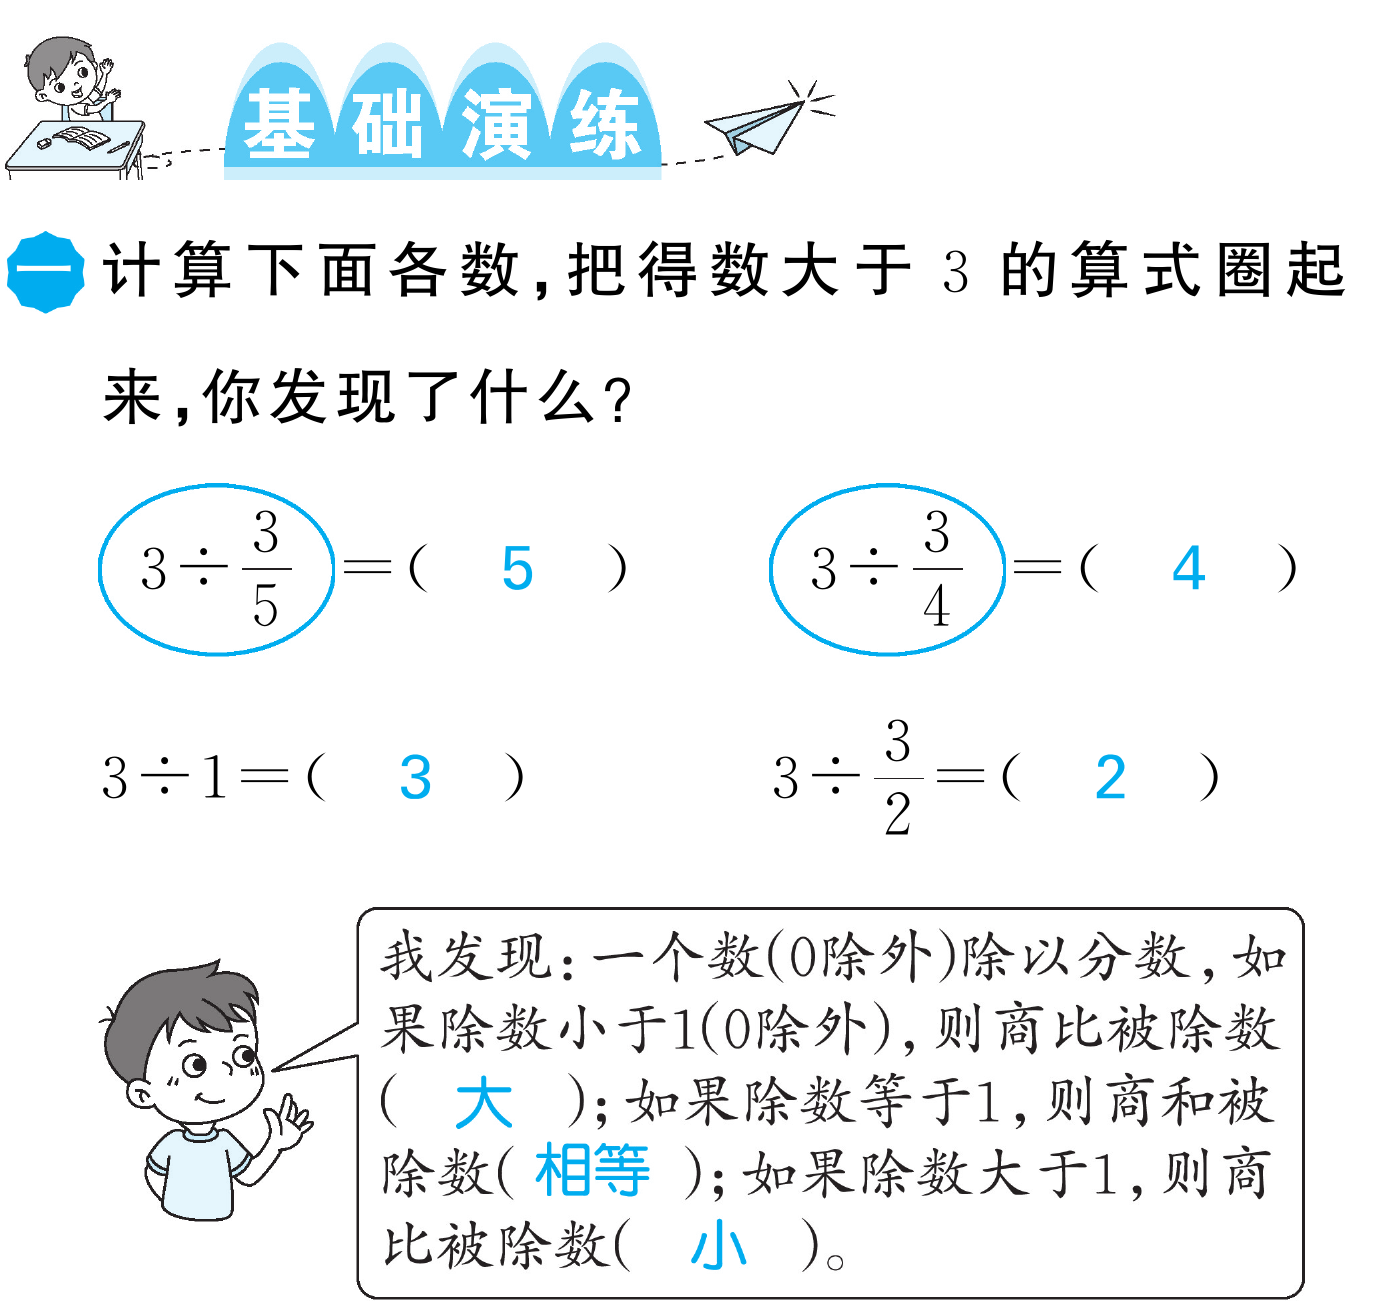 基础演练
一 计算下面各数,把得数大于 3 的算式圈起
来,你发现了什么?
3÷3/5=( 5 ) 3÷3/4=( 4 )
3÷1=( 3 ) 3÷3/2=( 2 )
我发现:一个数(0除外)除以分数,如
果除数小于1(0除外),则商比被除数
( 大 );如果除数等于1,则商和被
除数( 相等 );如果除数大于1,则商
比被除数( 小 )。